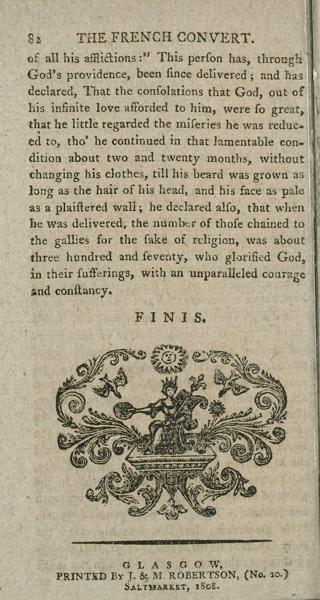 82 THE FRENCH CONVERT.
of all his afflictions:" This perſon has, through
God's providence, been ſince delivered; and has
declared, That the conſolations that God, out of
his infinite love afforded to him, were ſo great,
that he little regarded the miſeries he was reduc-
ed to, tho' he continued in that lamentable con-
dition about two and twenty months, without
changing his clothes, till his beard was grown as
long as the hair of his head, and his face as pale
as a plaiſtered wall; he declared alſo, that when
he was delivered, the number of thoſe chained to
the gallies for the ſake of religion, was about
three hundred and ſeventy, who glorified God,
in their ſufferings, with an unparalleled courage
and conſtancy.
FINIS.
GLASGOW,
PRINTED BY J. & M. ROBERTSON, (No. 20.)
SALTMARKET, 1808.